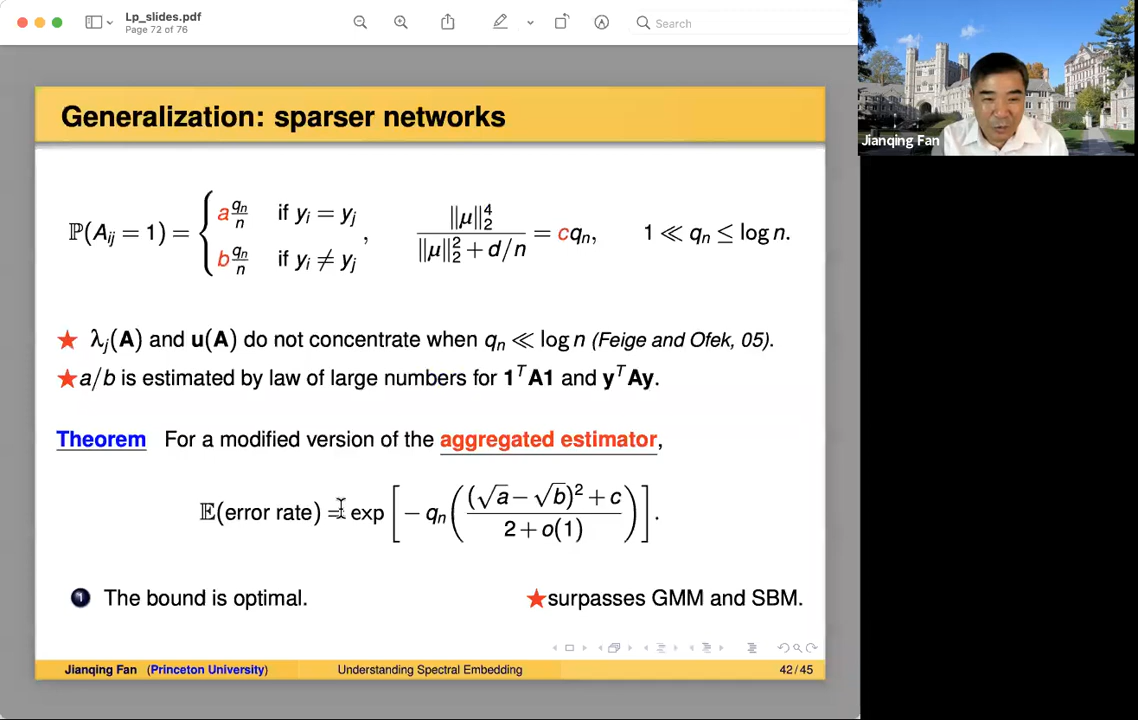 Lp_slides.pdf
Page 72 of 76
Search
Jianqing Fan
Generalization: sparser networks
ℙ(A_ij = 1) = { a q_n/n if y_i = y_j, b q_n/n if y_i ≠ y_j , ‖μ‖₂⁴ / (‖μ‖₂² + d/n) = cq_n, 1 ≪ q_n ≤ log n.
★ λ_j(A) and u(A) do not concentrate when q_n ≪ log n (Feige and Ofek, 05).
★ a/b is estimated by law of large numbers for 1ᵀA1 and yᵀAy.
Theorem For a modified version of the aggregated estimator,
𝔼(error rate) = exp[ − q_n( ((√a − √b)² + c) / (2 + o(1)) ) ].
1 The bound is optimal. ★surpasses GMM and SBM.
Jianqing Fan (Princeton University) Understanding Spectral Embedding 42 / 45